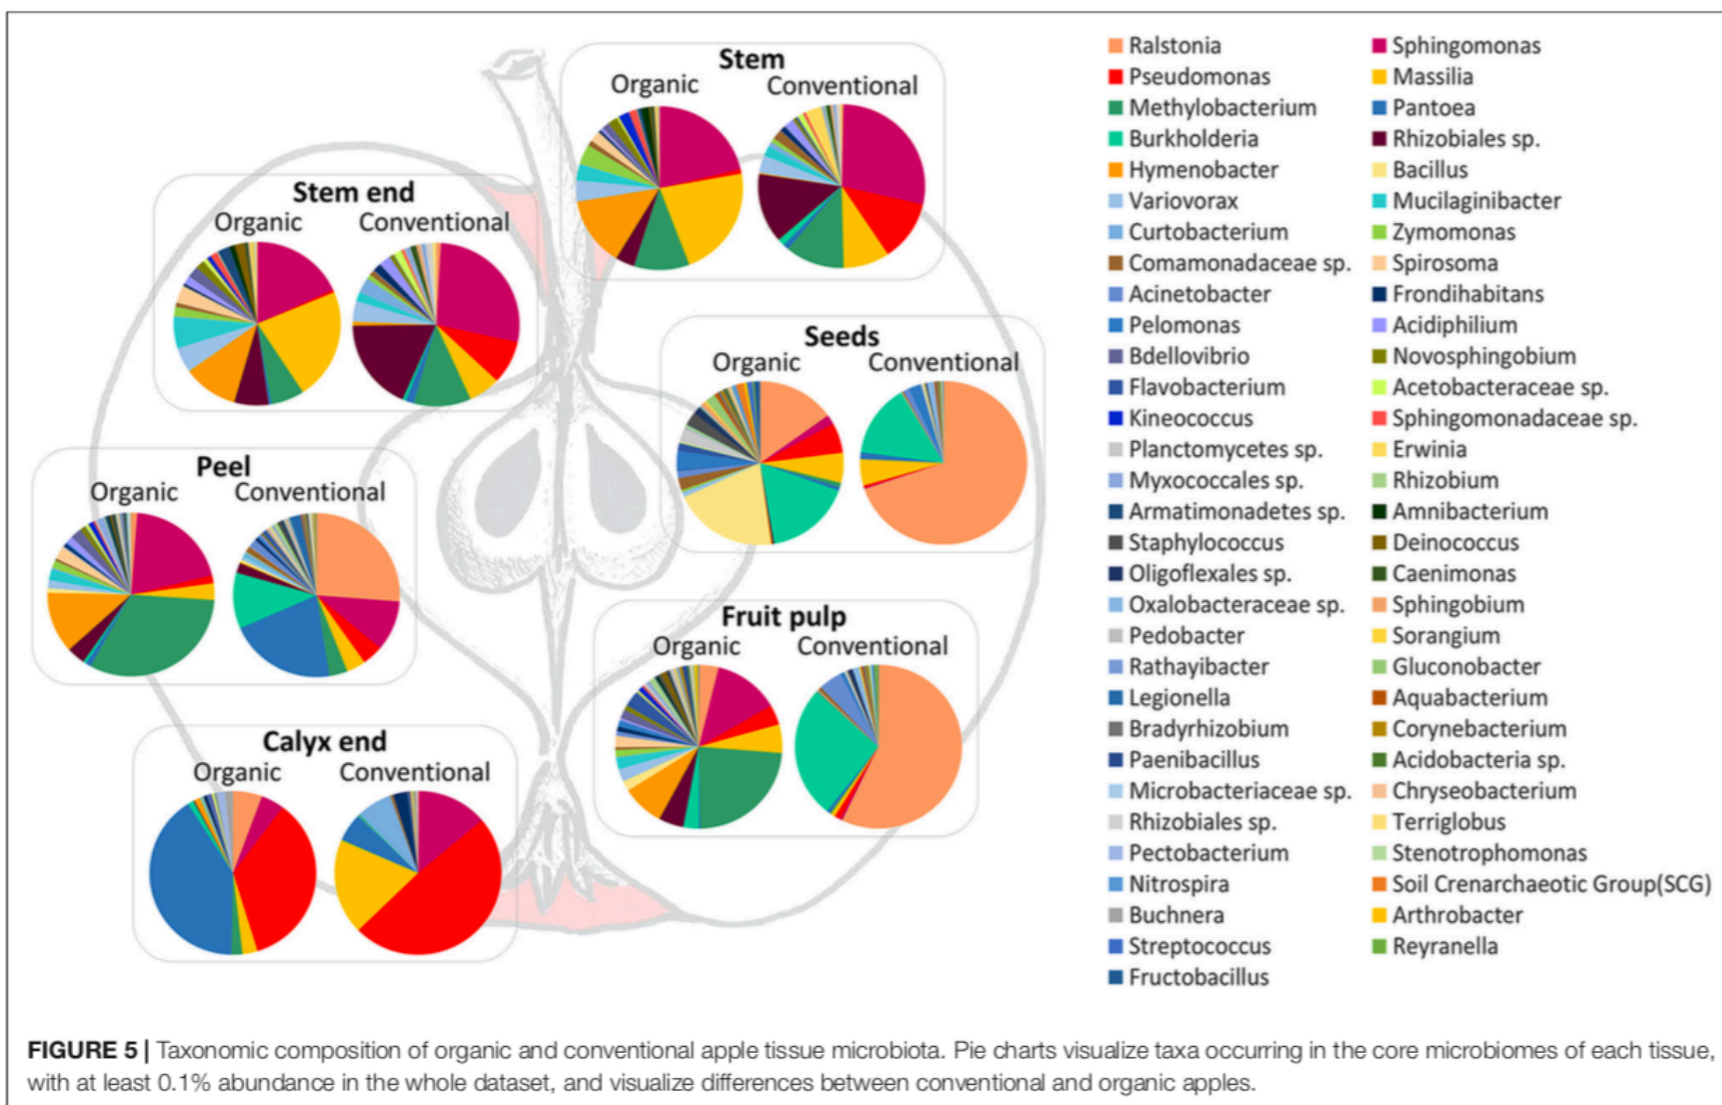 Stem
Organic
Conventional
Stem end
Organic
Conventional
Seeds
Organic
Conventional
Peel
Organic
Conventional
Fruit pulp
Organic
Conventional
Calyx end
Organic
Conventional
Ralstonia
Pseudomonas
Methylobacterium
Burkholderia
Hymenobacter
Variovorax
Curtobacterium
Comamonadaceae sp.
Acinetobacter
Pelomonas
Bdellovibrio
Flavobacterium
Kineococcus
Planctomycetes sp.
Myxococcales sp.
Armatimonadetes sp.
Staphylococcus
Oligoflexales sp.
Oxalobacteraceae sp.
Pedobacter
Rathayibacter
Legionella
Bradyrhizobium
Paenibacillus
Microbacteriaceae sp.
Rhizobiales sp.
Pectobacterium
Nitrospira
Buchnera
Streptococcus
Fructobacillus
Sphingomonas
Massilia
Pantoea
Rhizobiales sp.
Bacillus
Mucilaginibacter
Zymomonas
Spirosoma
Frondihabitans
Acidiphilium
Novosphingobium
Acetobacteraceae sp.
Sphingomonadaceae sp.
Erwinia
Rhizobium
Amnibacterium
Deinococcus
Caenimonas
Sphingobium
Sorangium
Gluconobacter
Aquabacterium
Corynebacterium
Acidobacteria sp.
Chryseobacterium
Terriglobus
Stenotrophomonas
Soil Crenarchaeotic Group(SCG)
Arthrobacter
Reyranella
FIGURE 5 | Taxonomic composition of organic and conventional apple tissue microbiota. Pie charts visualize taxa occurring in the core microbiomes of each tissue,
with at least 0.1% abundance in the whole dataset, and visualize differences between conventional and organic apples.